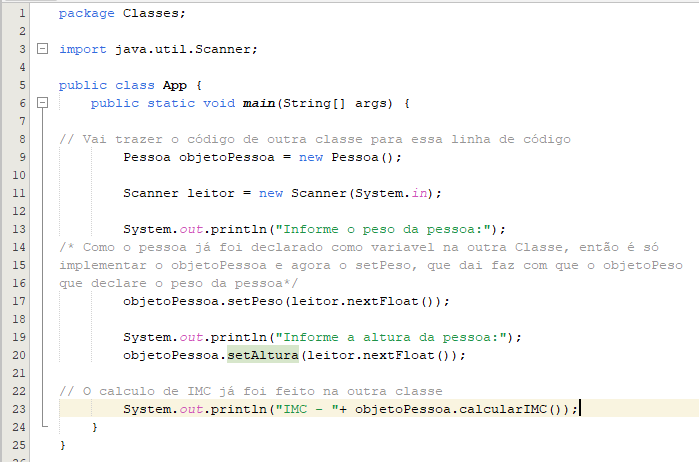 1 package Classes;
2
3 import java.util.Scanner;
4
5 public class App {
6 public static void main(String[] args) {
7
8 // Vai trazer o código de outra classe para essa linha de código
9 Pessoa objetoPessoa = new Pessoa();
10
11 Scanner leitor = new Scanner(System.in);
12
13 System.out.println("Informe o peso da pessoa:");
14 /* Como o pessoa já foi declarado como variavel na outra Classe, então é só
15 implementar o objetoPessoa e agora o setPeso, que dai faz com que o objetoPeso
16 que declare o peso da pessoa*/
17 objetoPessoa.setPeso(leitor.nextFloat());
18
19 System.out.println("Informe a altura da pessoa:");
20 objetoPessoa.setAltura(leitor.nextFloat());
21
22 // O calculo de IMC já foi feito na outra classe
23 System.out.println("IMC - "+ objetoPessoa.calcularIMC());
24 }
25 }